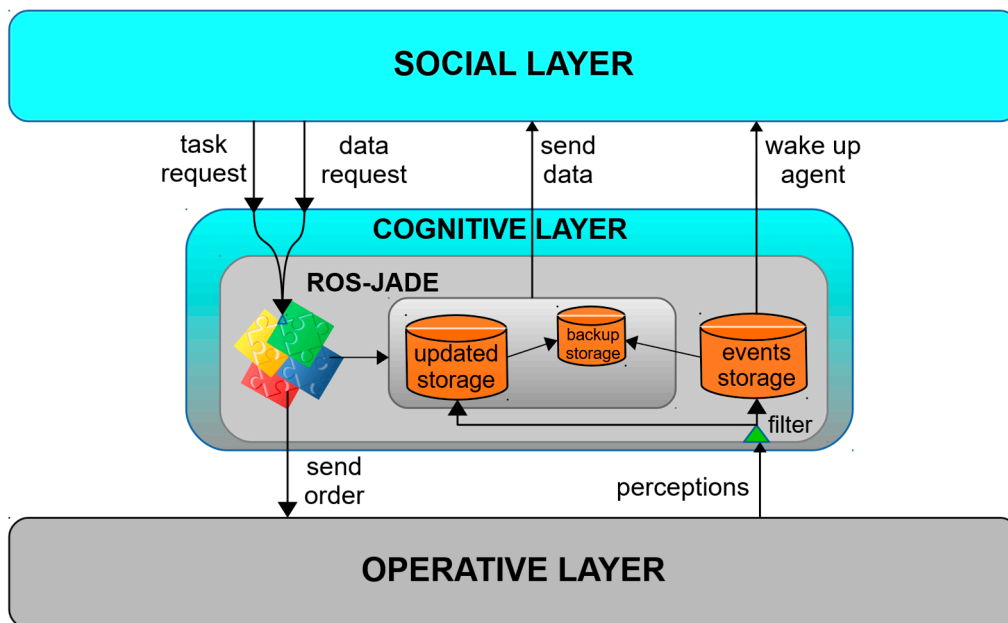 SOCIAL LAYER
task
request
data
request
send
data
wake up
agent
COGNITIVE LAYER
ROS-JADE
updated
storage
backup
storage
events
storage
filter
send
order
perceptions
OPERATIVE LAYER